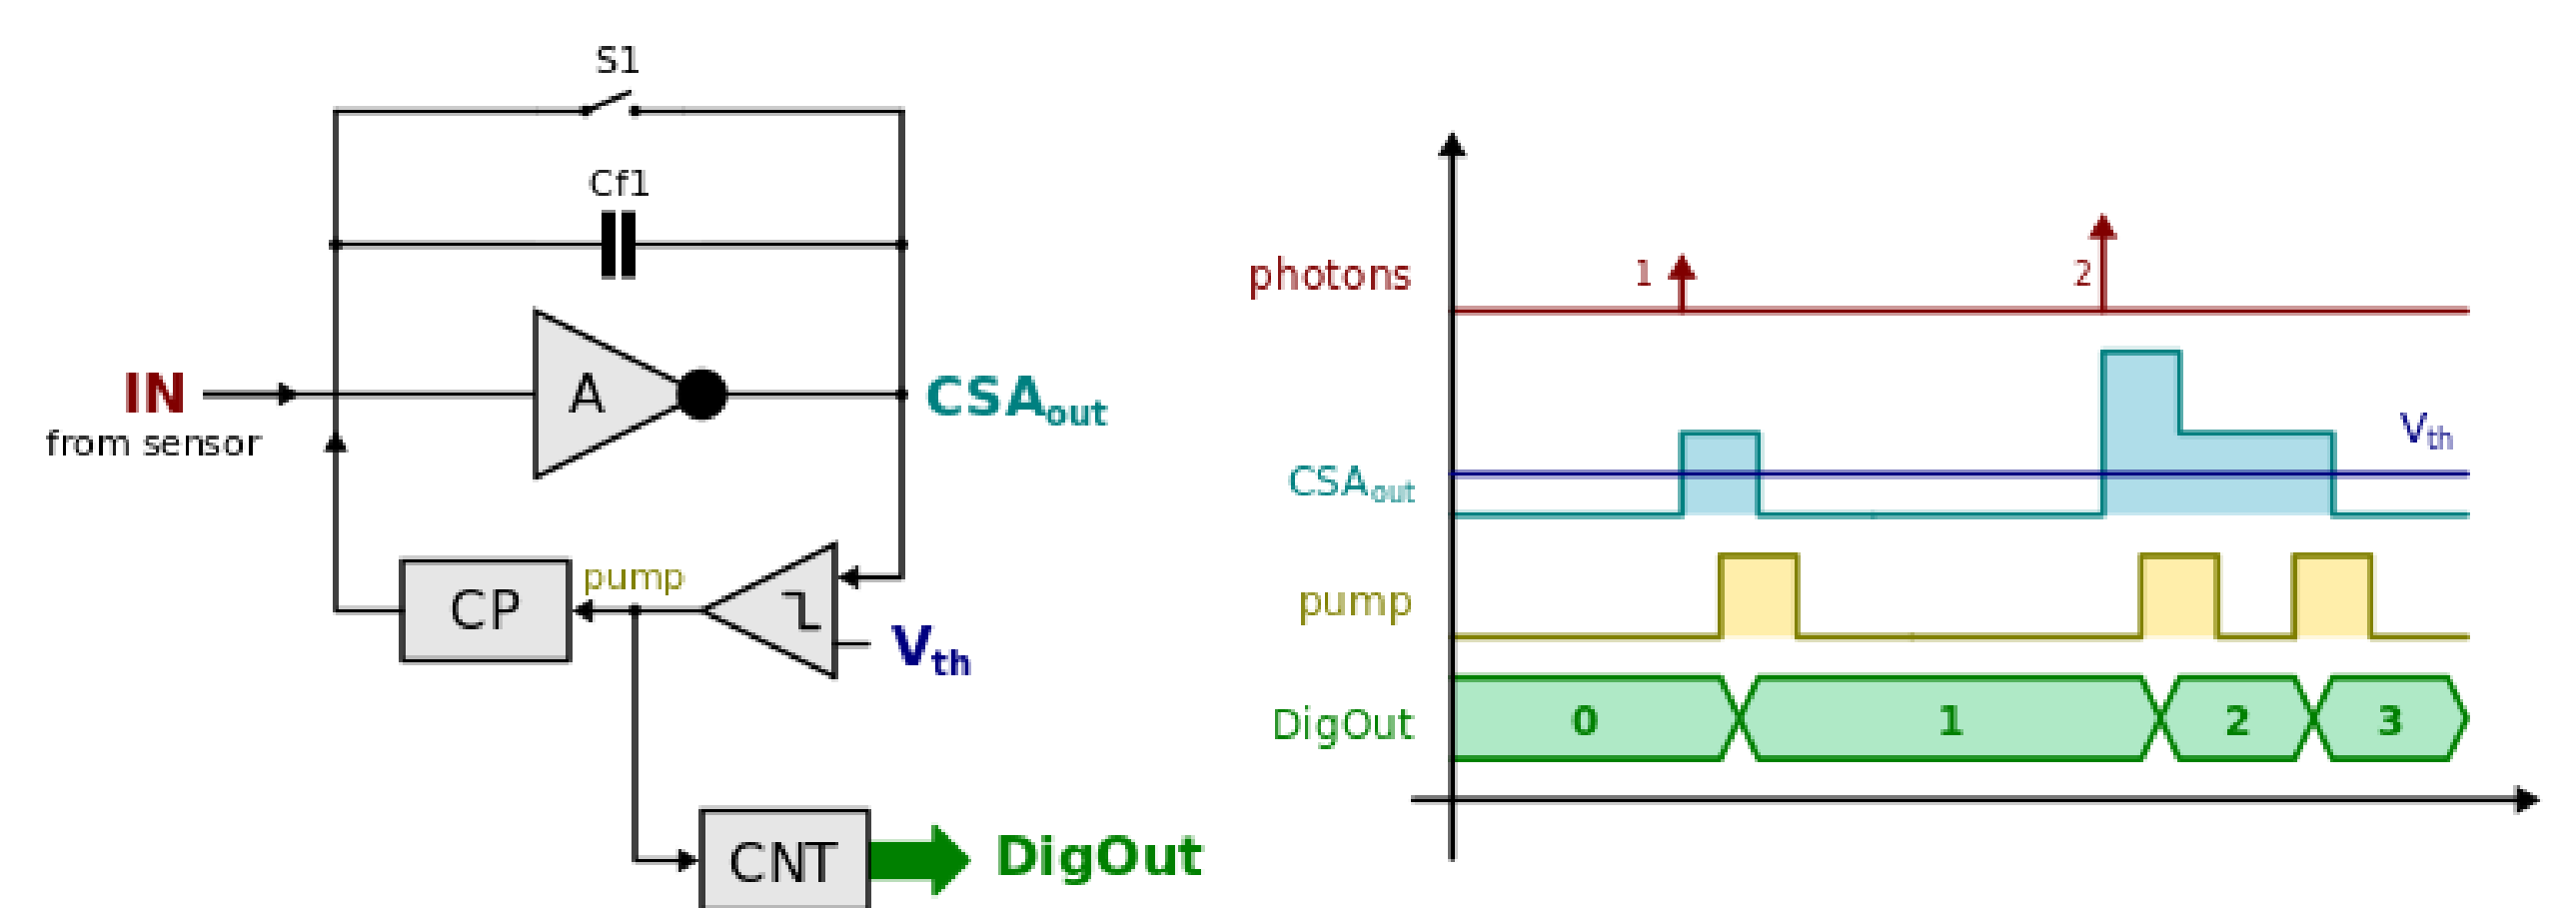 S1
Cf1
A
IN
from sensor
CSAout
CP
pump
Vth
CNT
DigOut
photons
1
2
Vth
CSAout
pump
DigOut
0
1
2
3